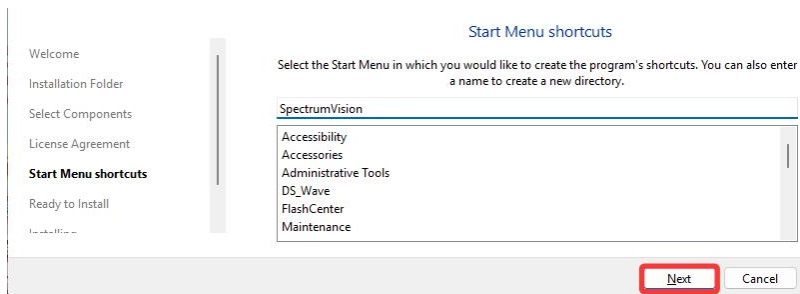 Start Menu shortcuts
Welcome
Installation Folder
Select Components
License Agreement
Start Menu shortcuts
Ready to Install
Installing
Select the Start Menu in which you would like to create the program's shortcuts. You can also enter
a name to create a new directory.
SpectrumVision
Accessibility
Accessories
Administrative Tools
DS_Wave
FlashCenter
Maintenance
Next
Cancel